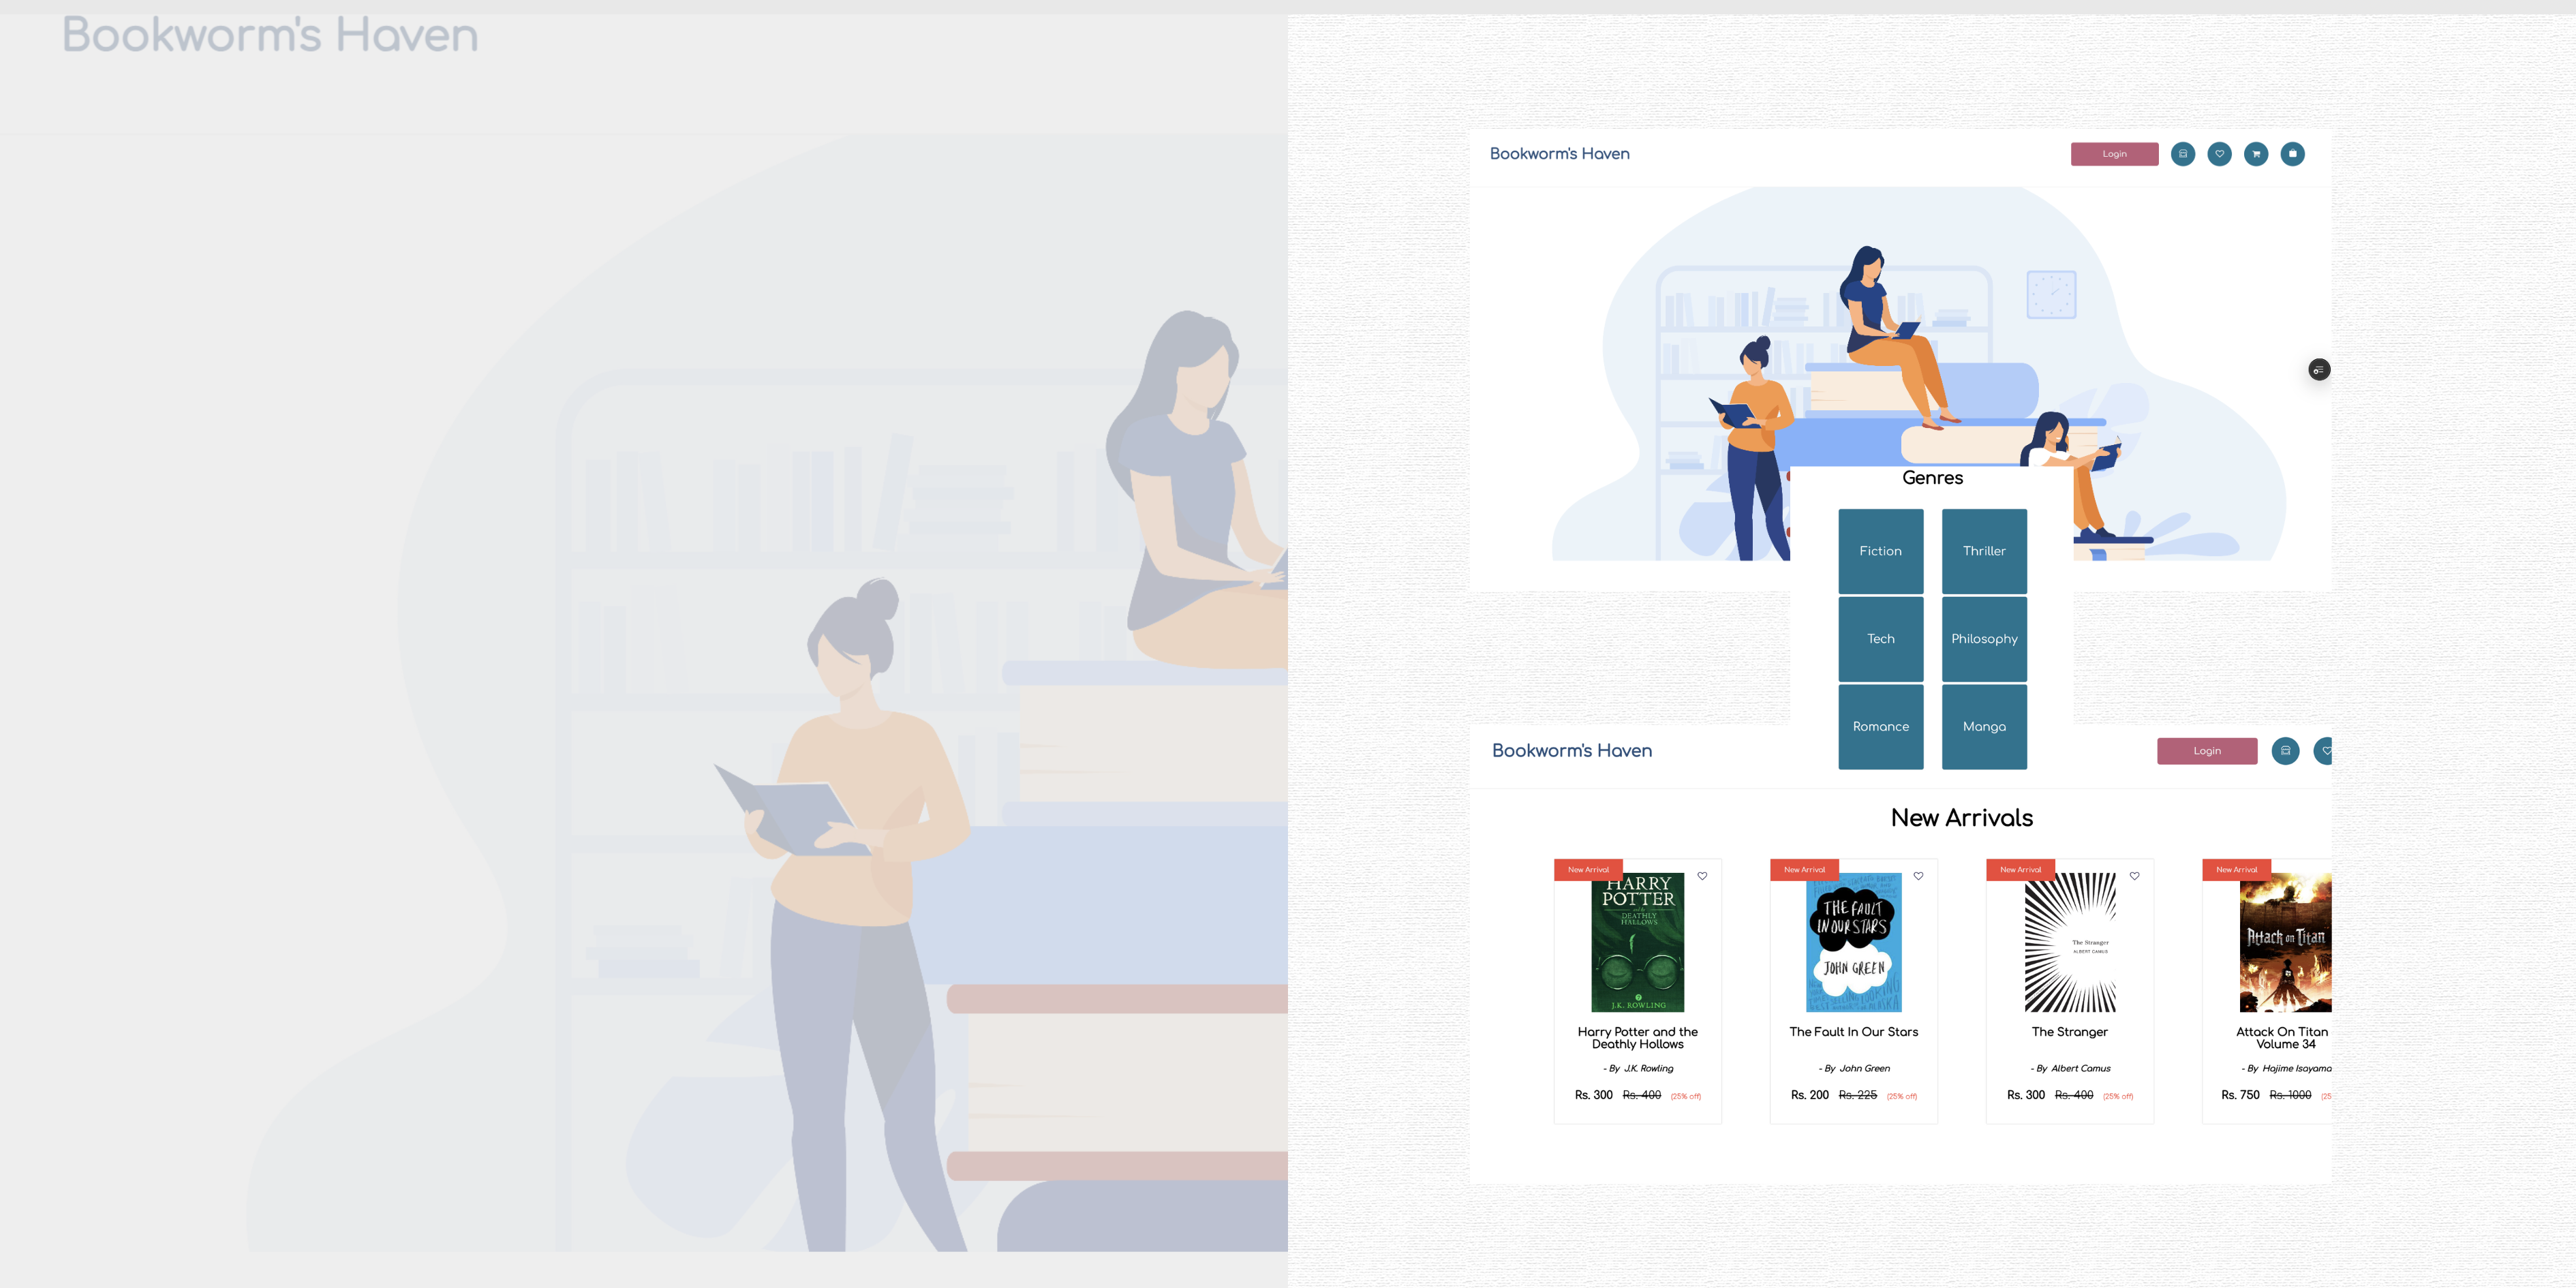 Bookworm's Haven
Bookworm's Haven
Login
Genres
Fiction
Thriller
Tech
Philosophy
Romance
Manga
Bookworm's Haven
Login
New Arrivals
New Arrival
HARRY
POTTER
and the
DEATHLY
HALLOWS
J.K. ROWLING
Harry Potter and the
Deathly Hollows
- By J.K. Rowling
Rs. 300 Rs. 400 (25% off)
New Arrival
THE FAULT
IN OUR STARS
JOHN GREEN
The Fault In Our Stars
- By John Green
Rs. 200 Rs. 225 (25% off)
New Arrival
The Stranger
ALBERT CAMUS
The Stranger
- By Albert Camus
Rs. 300 Rs. 400 (25% off)
New Arrival
Attack on Titan
Attack On Titan
Volume 34
- By Hajime Isayama
Rs. 750 Rs. 1000 (25